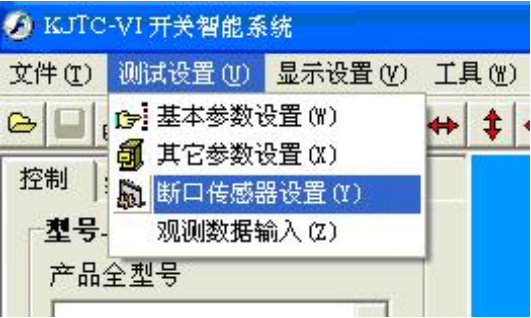 KJTC-VI 开关智能系统
文件(T) 测试设置(U) 显示设置(V) 工具(W)
基本参数设置(W)
其它参数设置(X)
断口传感器设置(Y)
观测数据输入(Z)
控制
型号
产品全型号